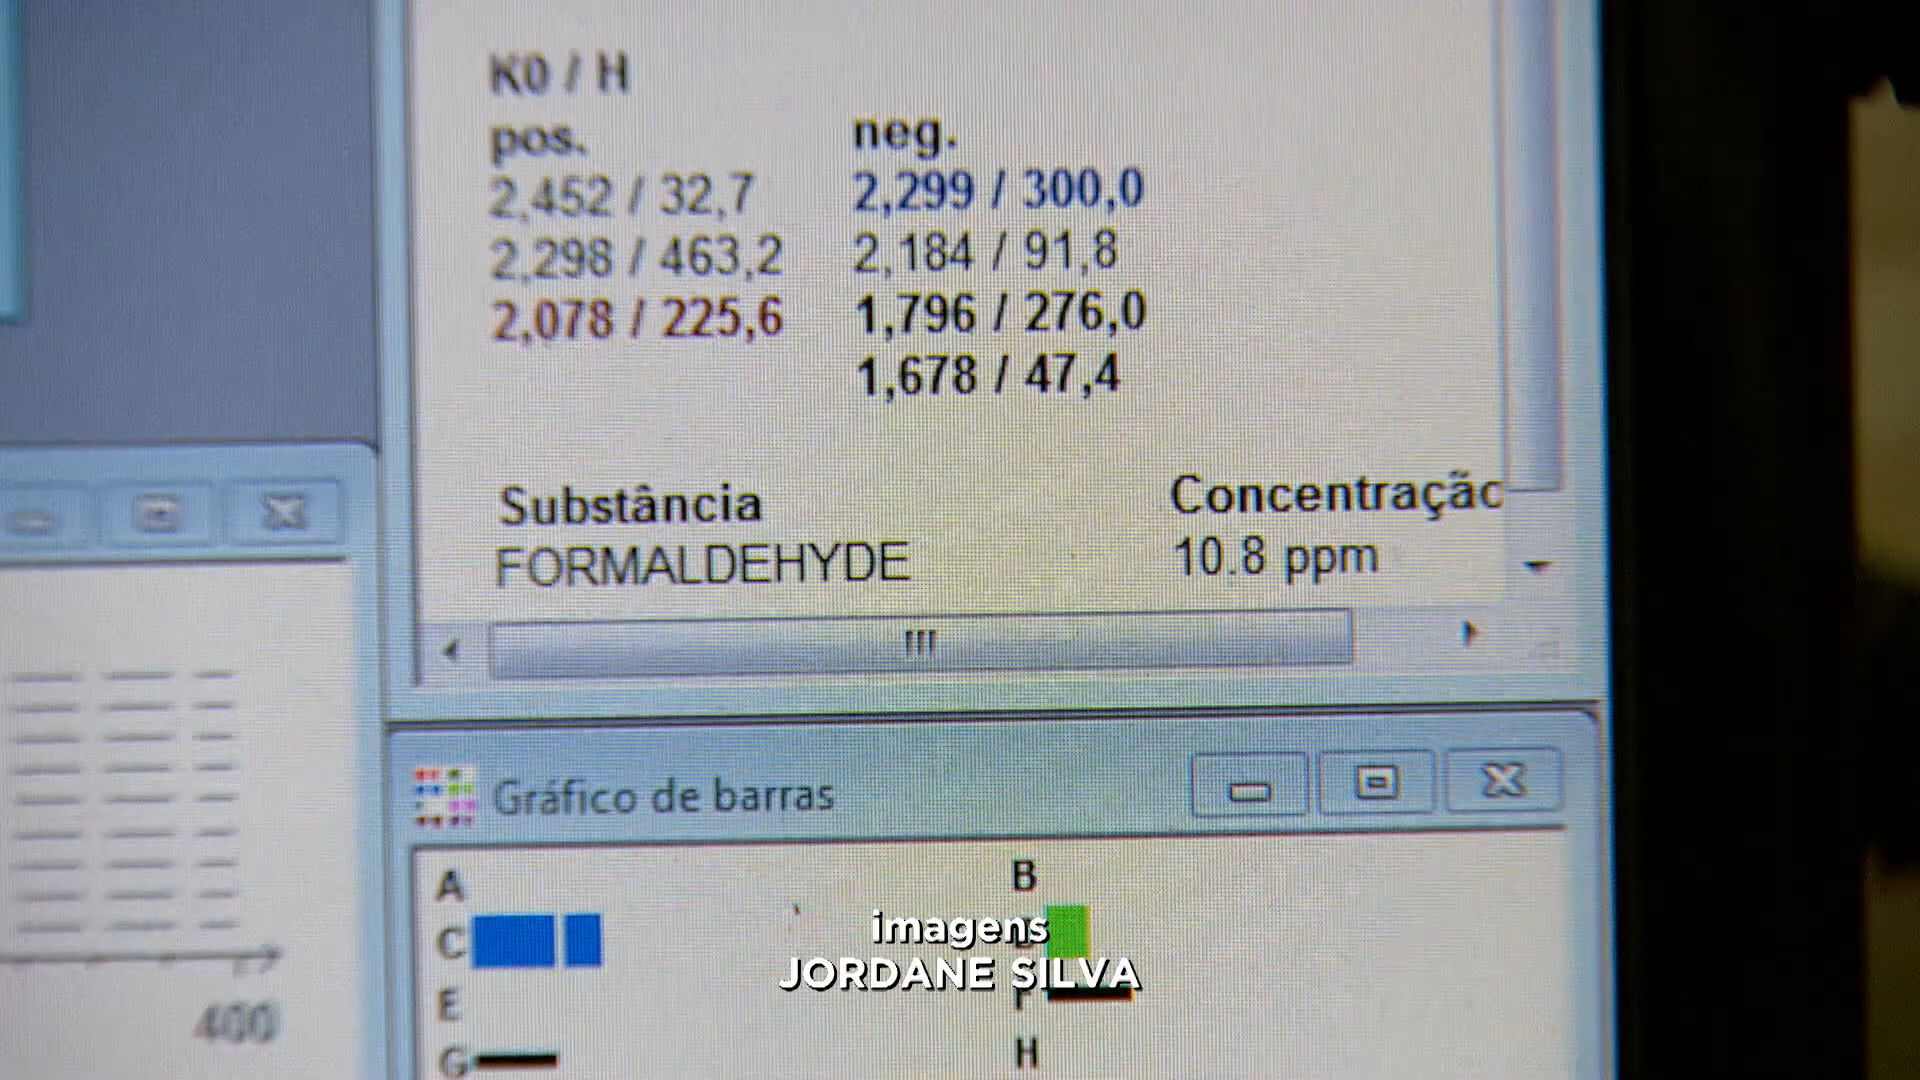 K0 / H
pos. neg.
2,452 / 32,7 2,299 / 300,0
2,298 / 463,2 2,184 / 91,8
2,078 / 225,6 1,796 / 276,0
1,678 / 47,4
Substância Concentração
FORMALDEHYDE 10.8 ppm
Gráfico de barras
A B
C
E F
G H
400
imagens
JORDANE SILVA